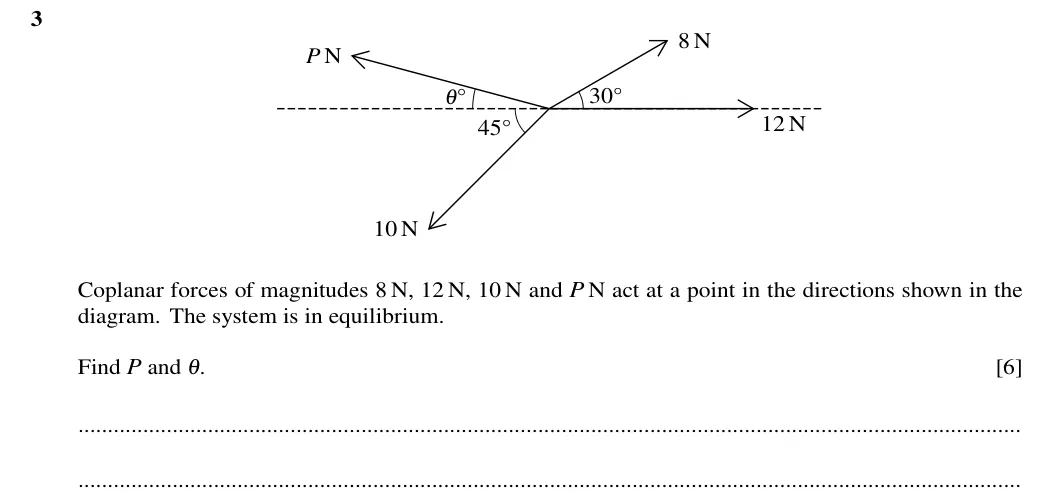 3
P N
8 N
θ°
30°
45°
12 N
10 N
Coplanar forces of magnitudes 8 N, 12 N, 10 N and P N act at a point in the directions shown in the
diagram. The system is in equilibrium.
Find P and θ. [6]